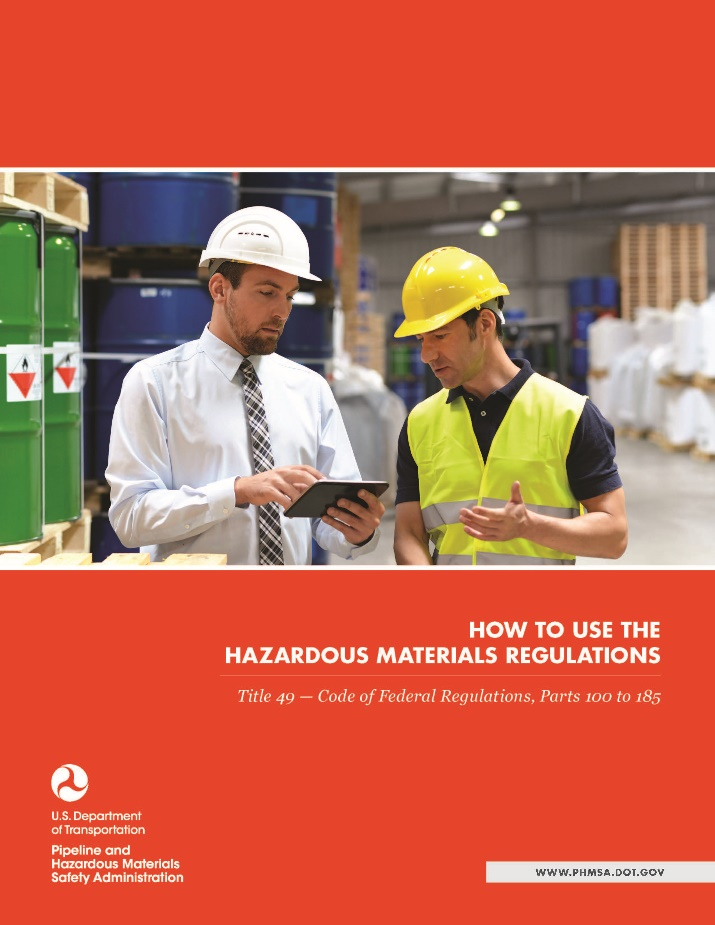 HOW TO USE THE
HAZARDOUS MATERIALS REGULATIONS
Title 49 — Code of Federal Regulations, Parts 100 to 185
U.S. Department
of Transportation
Pipeline and
Hazardous Materials
Safety Administration
WWW.PHMSA.DOT.GOV